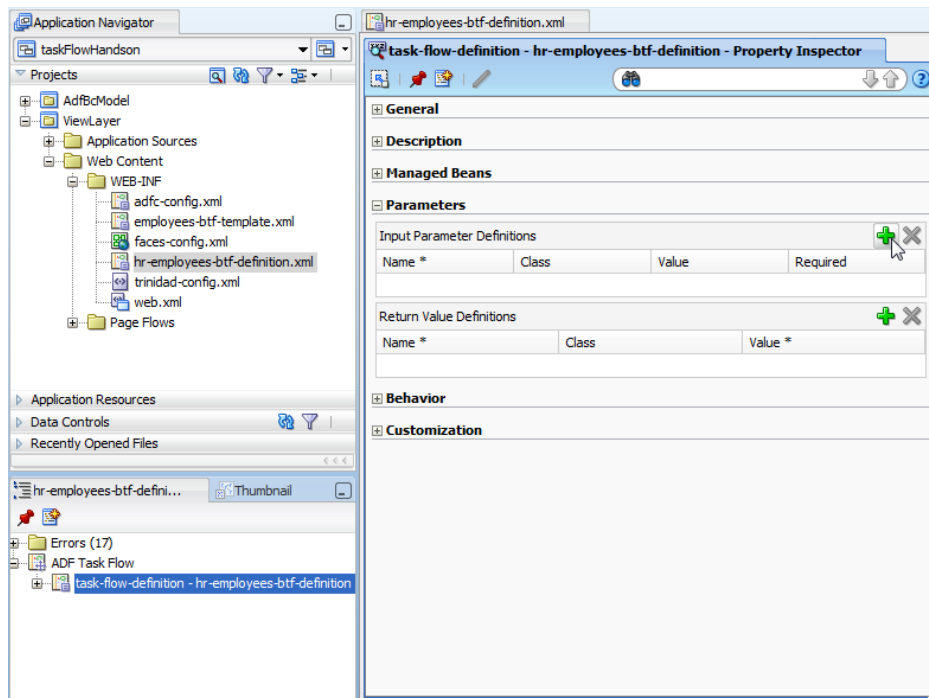 Application Navigator
taskFlowHandson
Projects
AdfBcModel
ViewLayer
Application Sources
Web Content
WEB-INF
adfc-config.xml
employees-btf-template.xml
faces-config.xml
hr-employees-btf-definition.xml
trinidad-config.xml
web.xml
Page Flows
Application Resources
Data Controls
Recently Opened Files
hr-employees-btf-defini...
Thumbnail
Errors (17)
ADF Task Flow
task-flow-definition - hr-employees-btf-definition
hr-employees-btf-definition.xml
task-flow-definition - hr-employees-btf-definition - Property Inspector
General
Description
Managed Beans
Parameters
Input Parameter Definitions
Name * Class Value Required
Return Value Definitions
Name * Class Value *
Behavior
Customization